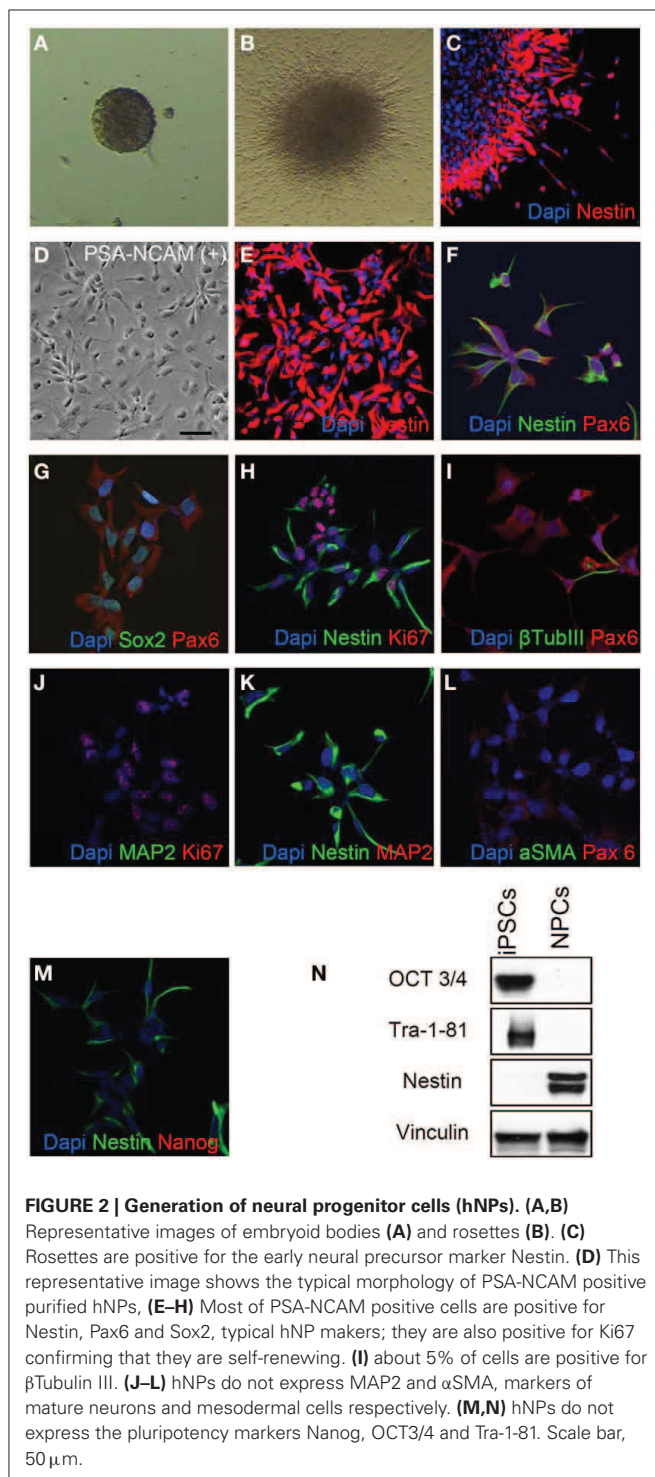 A
B
C
Dapi Nestin
D
PSA-NCAM (+)
E
Dapi Nestin
F
Dapi Nestin Pax6
G
Dapi Sox2 Pax6
H
Dapi Nestin Ki67
I
Dapi βTubIII Pax6
J
Dapi MAP2 Ki67
K
Dapi Nestin MAP2
L
Dapi aSMA Pax 6
M
Dapi Nestin Nanog
N
iPSCs
NPCs
OCT 3/4
Tra-1-81
Nestin
Vinculin
FIGURE 2 | Generation of neural progenitor cells (hNPs). (A,B)
Representative images of embryoid bodies (A) and rosettes (B). (C)
Rosettes are positive for the early neural precursor marker Nestin. (D) This
representative image shows the typical morphology of PSA-NCAM positive
purified hNPs, (E–H) Most of PSA-NCAM positive cells are positive for
Nestin, Pax6 and Sox2, typical hNP makers; they are also positive for Ki67
confirming that they are self-renewing. (I) about 5% of cells are positive for
βTubulin III. (J–L) hNPs do not express MAP2 and αSMA, markers of
mature neurons and mesodermal cells respectively. (M,N) hNPs do not
express the pluripotency markers Nanog, OCT3/4 and Tra-1-81. Scale bar,
50 μm.